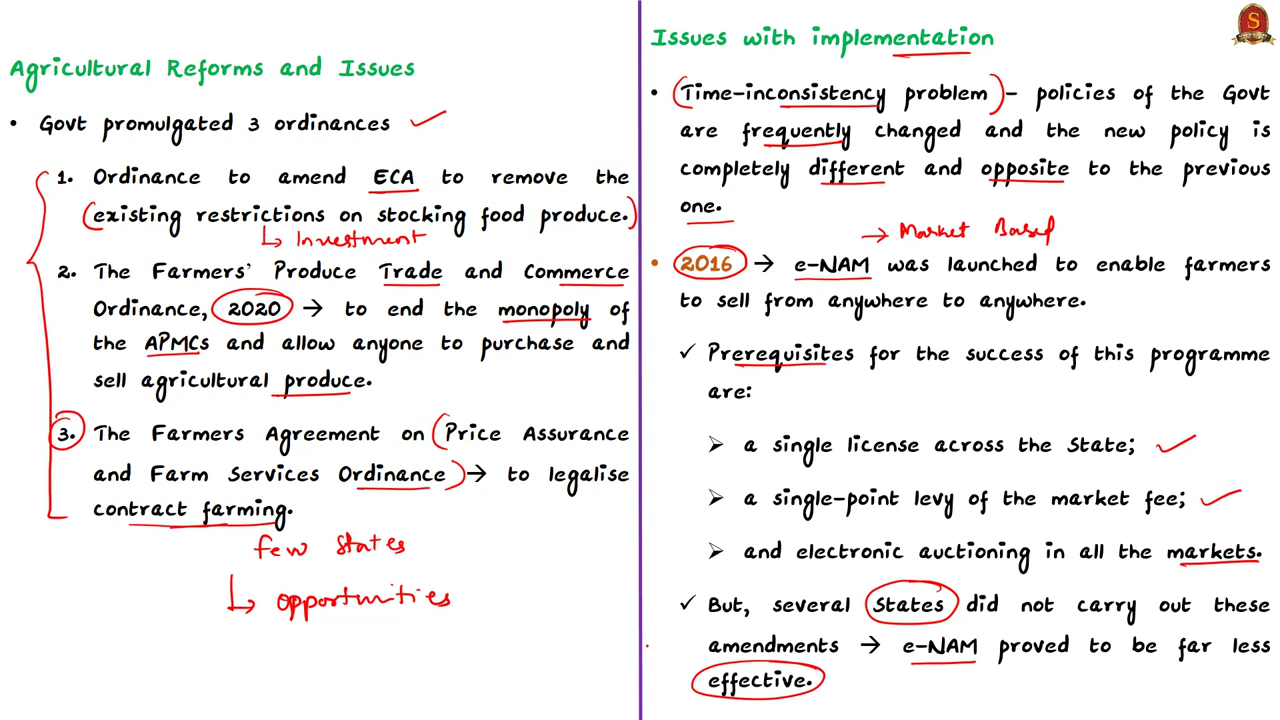 Agricultural Reforms and Issues
• Govt promulgated 3 ordinances
1. Ordinance to amend ECA to remove the
(existing restrictions on stocking food produce.)
↳ Investment
2. The Farmers' Produce Trade and Commerce
Ordinance, 2020 → to end the monopoly of
the APMCs and allow anyone to purchase and
sell agricultural produce.
3. The Farmers Agreement on (Price Assurance
and Farm Services Ordinance) → to legalise
contract farming.
few states
↳ opportunities
Issues with implementation
• (Time-inconsistency problem) - policies of the Govt
are frequently changed and the new policy is
completely different and opposite to the previous
one.
→ Market Based
• 2016 → e-NAM was launched to enable farmers
to sell from anywhere to anywhere.
✓ Prerequisites for the success of this programme
are:
➢ a single license across the State;
➢ a single-point levy of the market fee;
➢ and electronic auctioning in all the markets.
✓ But, several States did not carry out these
amendments → e-NAM proved to be far less
effective.
S